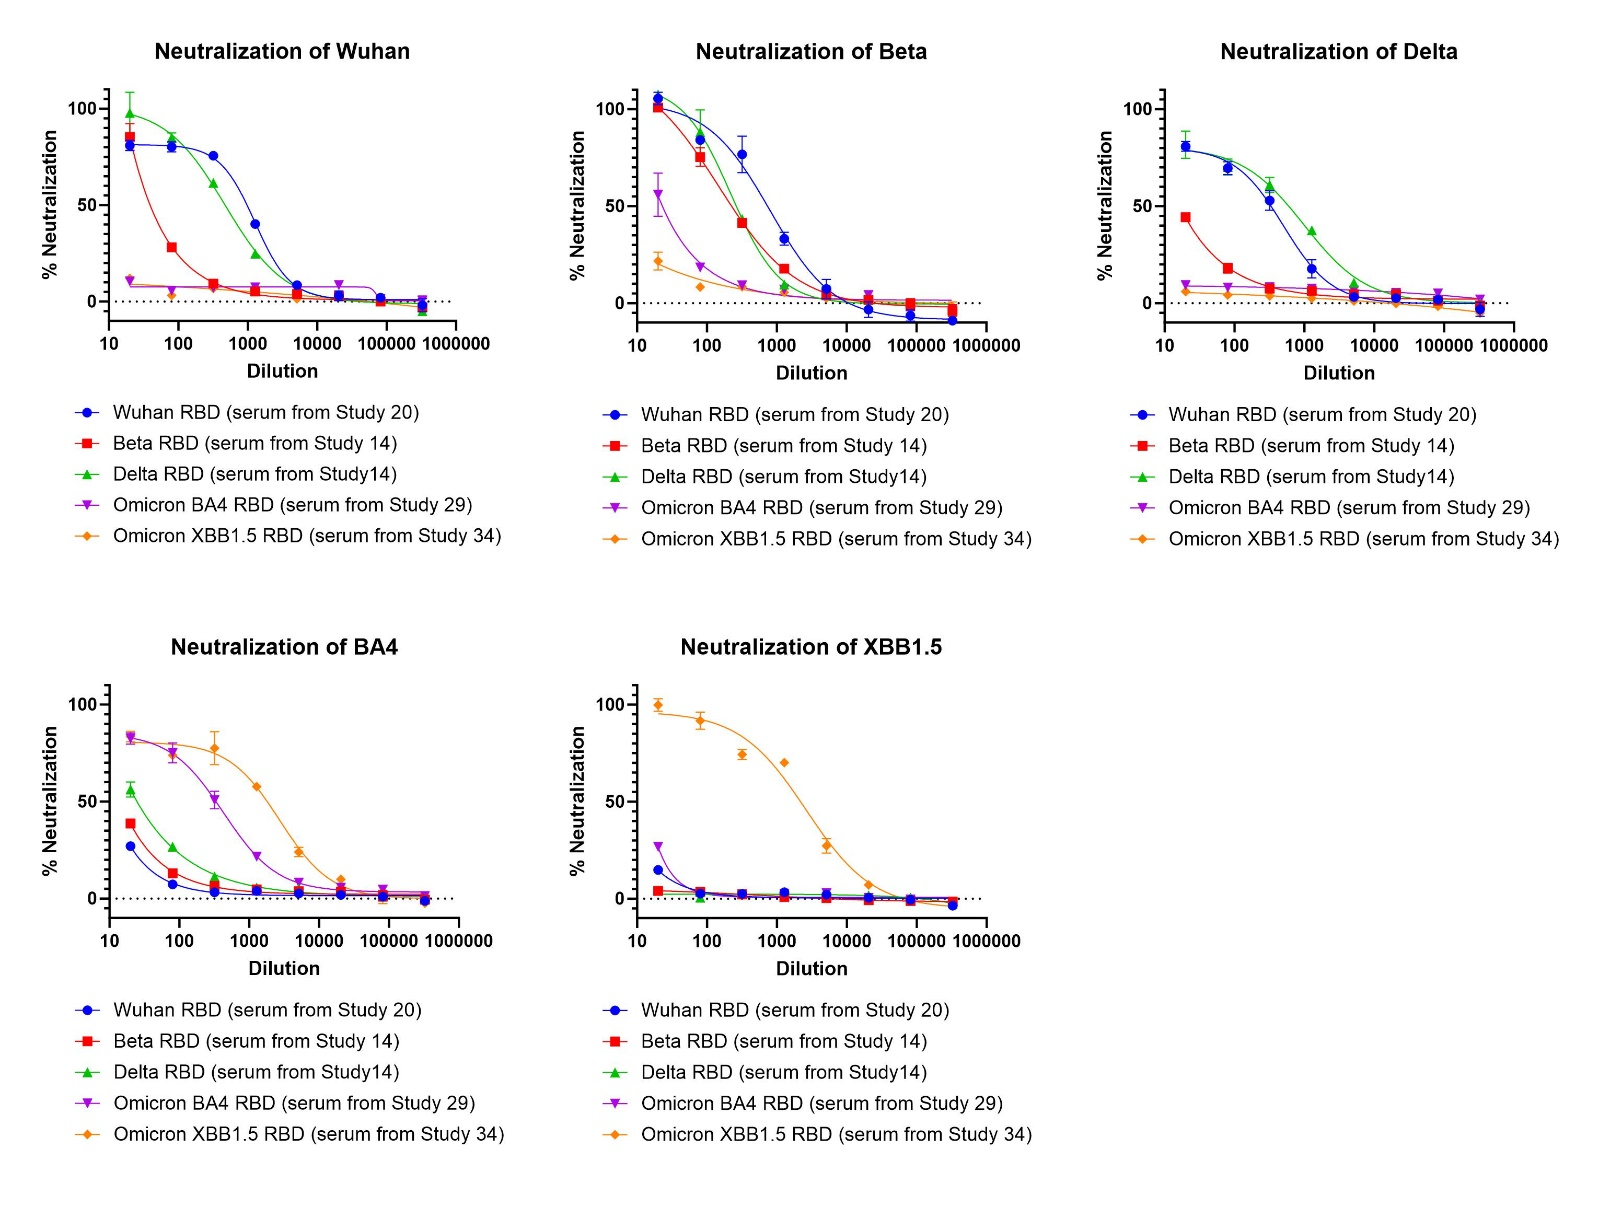 Neutralization of Wuhan
% Neutralization
100
50
0
10 100 1000 10000 100000 1000000
Dilution
Wuhan RBD (serum from Study 20)
Beta RBD (serum from Study 14)
Delta RBD (serum from Study14)
Omicron BA4 RBD (serum from Study 29)
Omicron XBB1.5 RBD (serum from Study 34)
Neutralization of Beta
% Neutralization
100
50
0
10 100 1000 10000 100000 1000000
Dilution
Wuhan RBD (serum from Study 20)
Beta RBD (serum from Study 14)
Delta RBD (serum from Study14)
Omicron BA4 RBD (serum from Study 29)
Omicron XBB1.5 RBD (serum from Study 34)
Neutralization of Delta
% Neutralization
100
50
0
10 100 1000 10000 100000 1000000
Dilution
Wuhan RBD (serum from Study 20)
Beta RBD (serum from Study 14)
Delta RBD (serum from Study14)
Omicron BA4 RBD (serum from Study 29)
Omicron XBB1.5 RBD (serum from Study 34)
Neutralization of BA4
% Neutralization
100
50
0
10 100 1000 10000 100000 1000000
Dilution
Wuhan RBD (serum from Study 20)
Beta RBD (serum from Study 14)
Delta RBD (serum from Study14)
Omicron BA4 RBD (serum from Study 29)
Omicron XBB1.5 RBD (serum from Study 34)
Neutralization of XBB1.5
% Neutralization
100
50
0
10 100 1000 10000 100000 1000000
Dilution
Wuhan RBD (serum from Study 20)
Beta RBD (serum from Study 14)
Delta RBD (serum from Study14)
Omicron BA4 RBD (serum from Study 29)
Omicron XBB1.5 RBD (serum from Study 34)